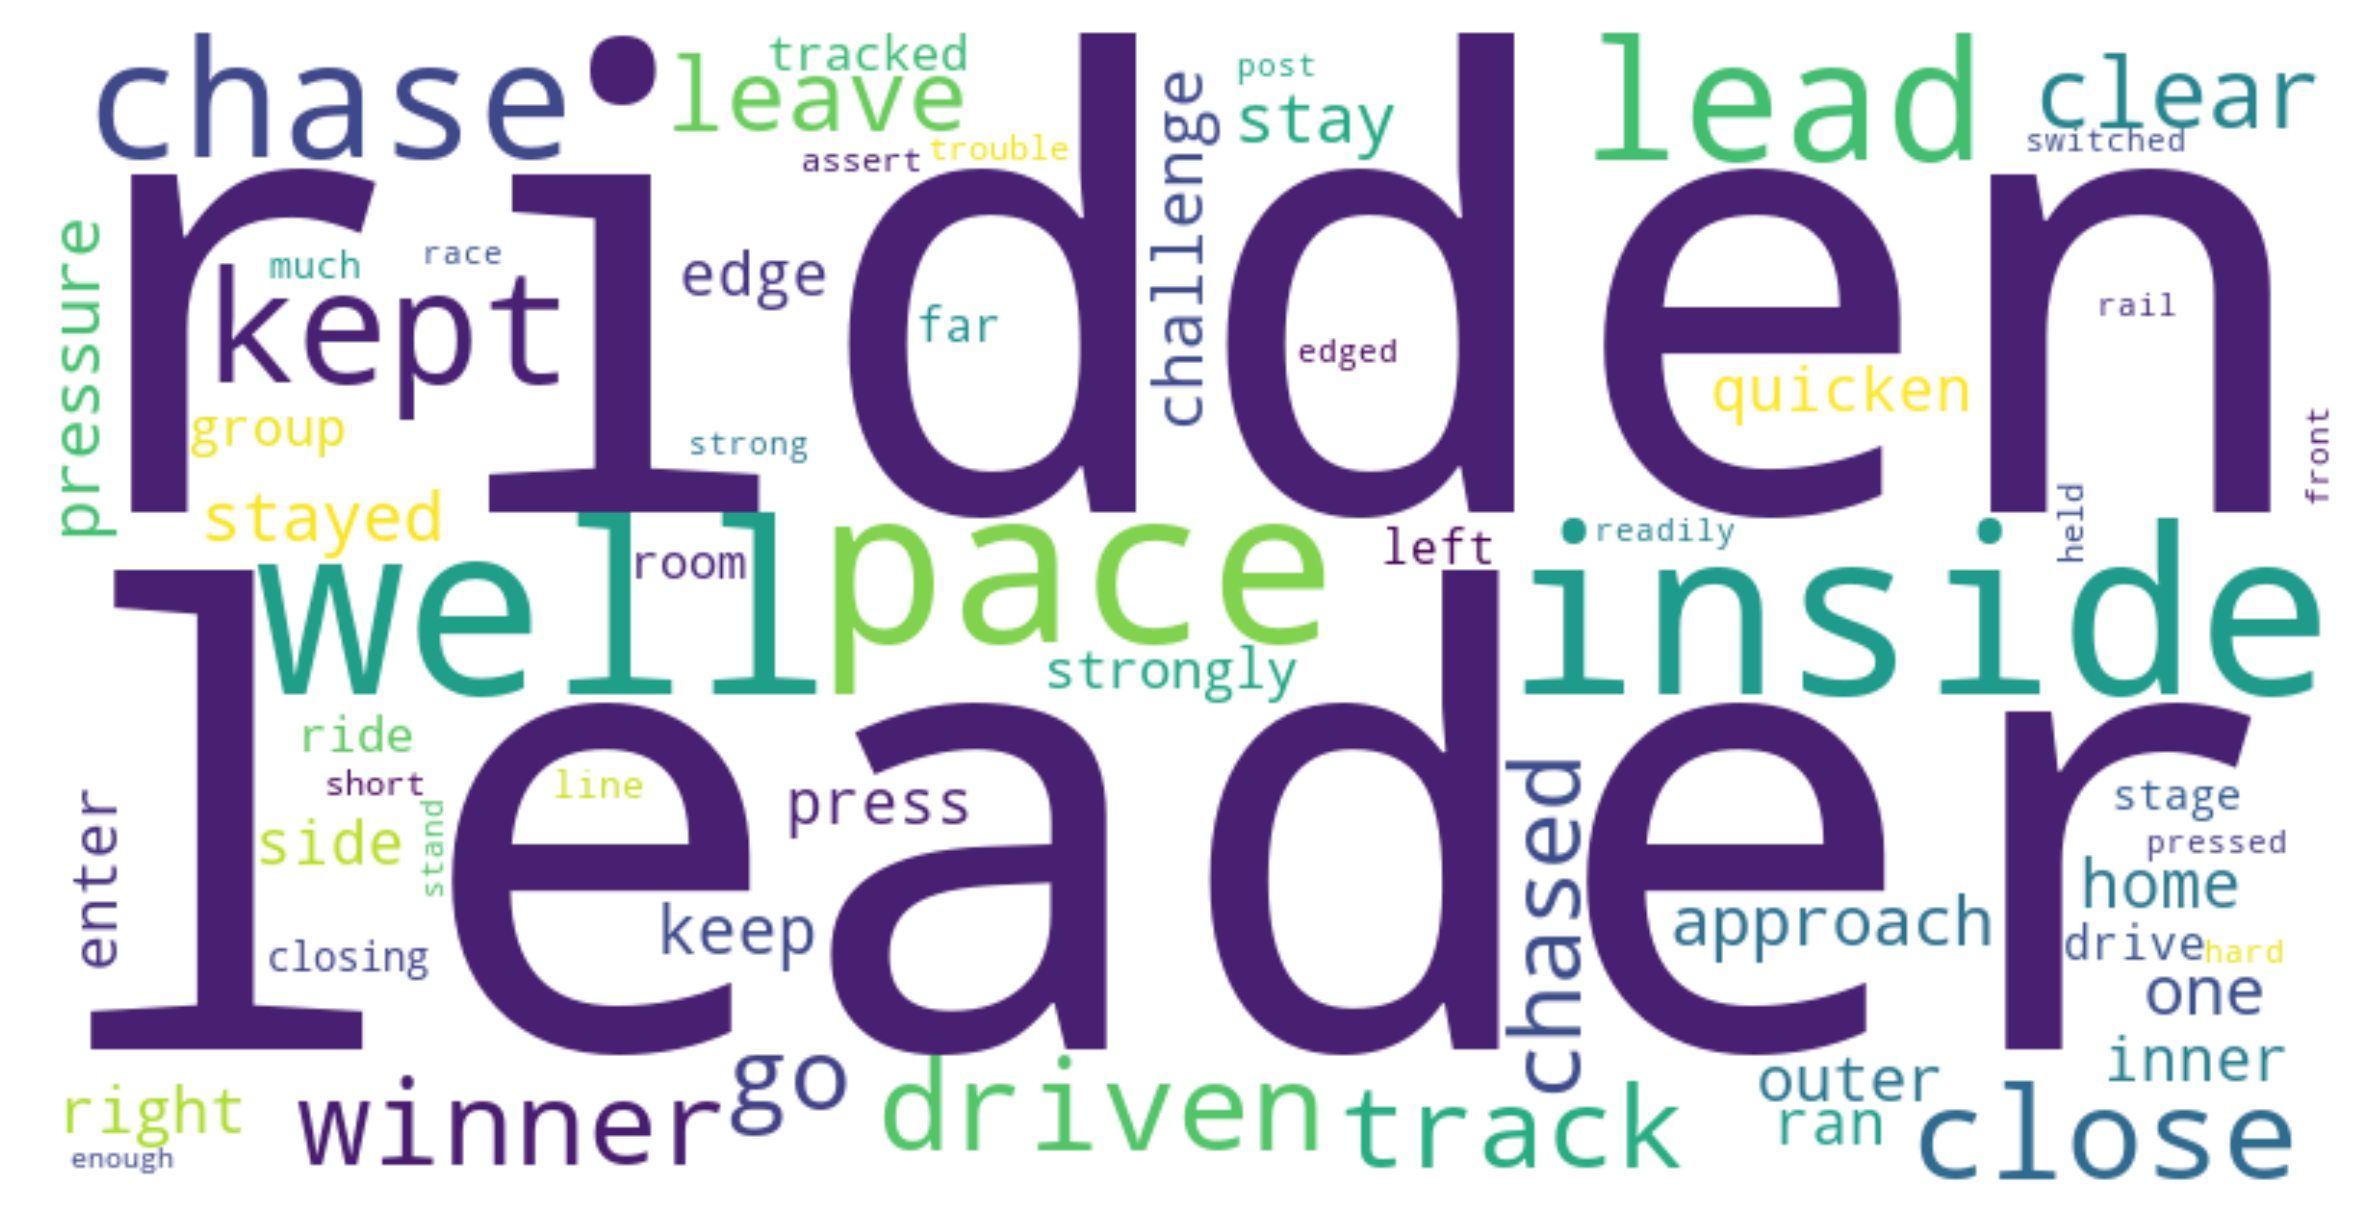 chase
leave
tracked
assert
trouble
challenge
post
stay
lead
clear
switched
ridden
pressure
much
race
kept
group
edge
far
strong
edged
quicken
rail
front
held
stayed
well
room
pace
strongly
left
readily
inside
leader
enter
ride
short
side
stand
line
closing
press
keep
chased
approach
stage
pressed
home
drive
hard
one
inner
outer
ran
close
right
enough
winner
go
driven
track